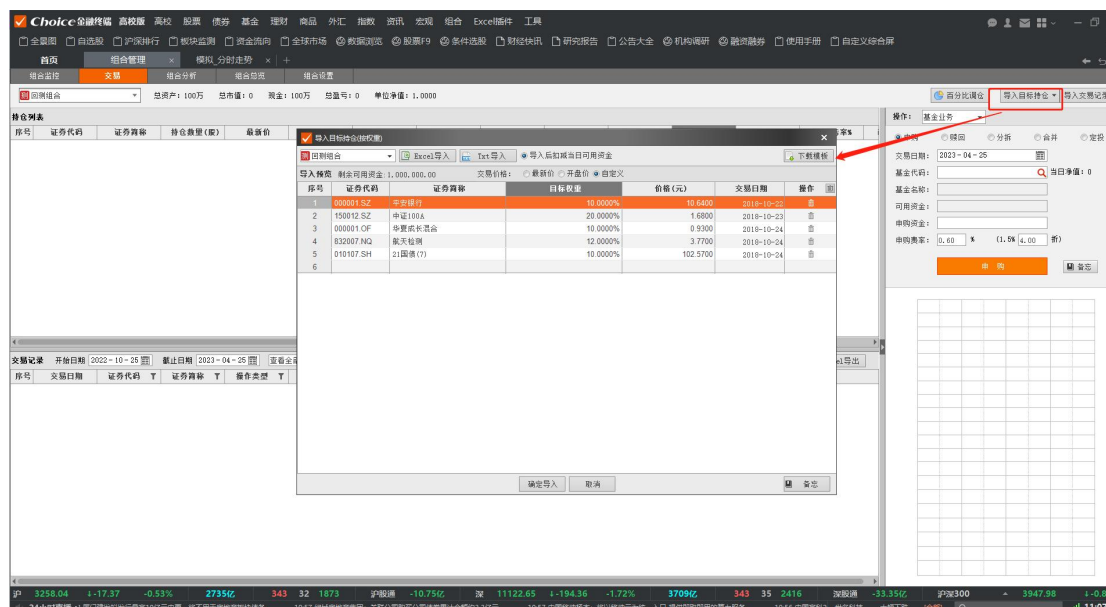 Choice金融终端 高校版 高校 股票 债券 基金 理财 商品 外汇 指数 资讯 宏观 组合 Excel插件 工具
全景图 自选股 沪深排行 板块监测 资金流向 全球市场 数据浏览 股票F9 条件选股 财经快讯 研究报告 公告大全 机构调研 融资融券 使用手册 自定义综合屏
首页 组合管理 × 模拟_分时走势 × +
组合监控 交易 组合分析 组合总览 组合设置
回测组合 总资产: 100万 总市值: 0 现金: 100万 总盈亏: 0 单位净值: 1.0000 百分比调仓 导入目标持仓 导入交易记录
持仓列表
序号 证券代码 证券简称 持仓数量(股) 最新价
导入目标持仓(按权重) ×
回测组合 Excel导入 Txt导入 导入后扣减当日可用资金 下载模板
导入预览 剩余可用资金:1,000,000.00 交易价格: 最新价 开盘价 自定义
序号 证券代码 证券简称 目标权重 价格(元) 交易日期 操作
1 000001.SZ 平安银行 10.0000% 10.6400 2018-10-22
2 150012.SZ 中证100A 20.0000% 1.6800 2018-10-23
3 000001.OF 华夏成长混合 10.0000% 0.9300 2018-10-24
4 832007.NQ 航天检测 12.0000% 3.7700 2018-10-24
5 010107.SH 21国债(7) 10.0000% 102.5700 2018-10-24
6
确定导入 取消 备忘
操作: 基金业务
申购 赎回 分拆 合并 定投
交易日期: 2023-04-25
基金代码: 当日净值: 0
基金名称:
可用资金:
申购资金:
申购费率: 0.60 % (1.5% 4.00 折)
申 购 备忘
交易记录 开始日期 2022-10-25 截止日期 2023-04-25 查看全
序号 交易日期 证券代码 证券简称 操作类型
沪 3258.04 -17.37 -0.53% 2735亿 343 32 1873 沪股通 -10.75亿 深 11122.65 -194.36 -1.72% 3709亿 343 35 2416 深股通 -33.35亿 沪深300 3947.98